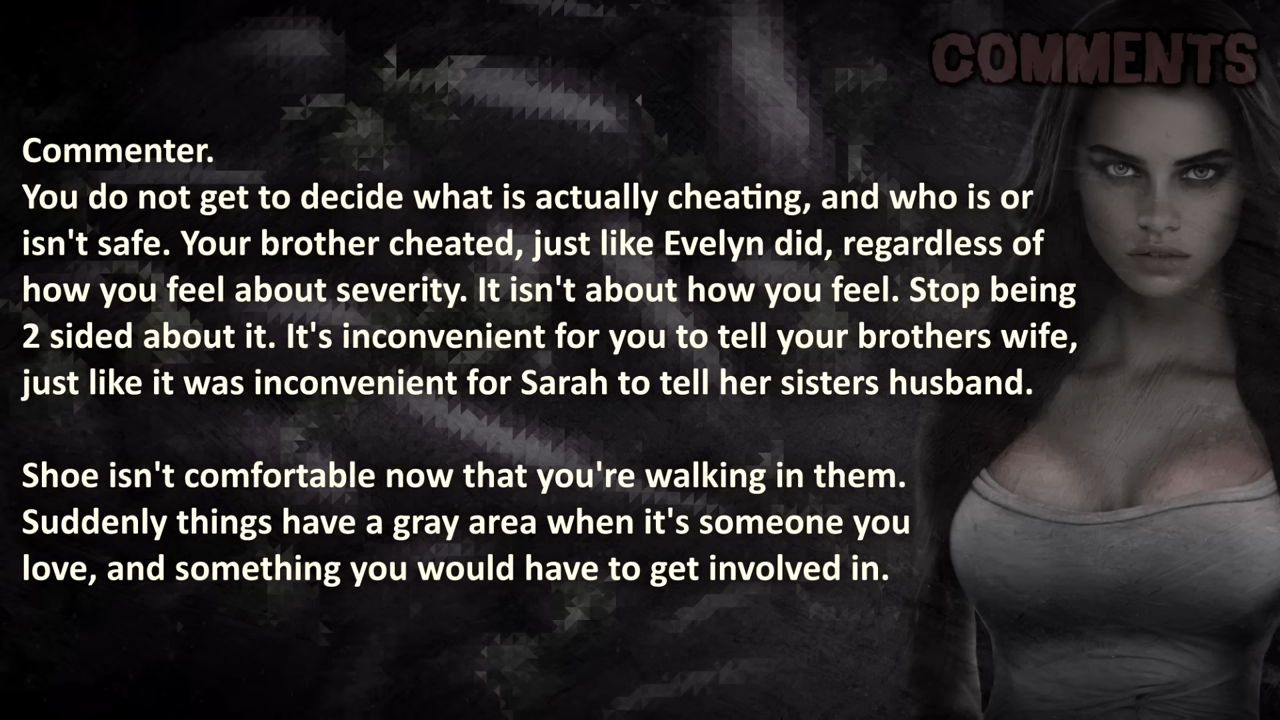 COMMENTS
Commenter.
You do not get to decide what is actually cheating, and who is or
isn't safe. Your brother cheated, just like Evelyn did, regardless of
how you feel about severity. It isn't about how you feel. Stop being
2 sided about it. It's inconvenient for you to tell your brothers wife,
just like it was inconvenient for Sarah to tell her sisters husband.
Shoe isn't comfortable now that you're walking in them.
Suddenly things have a gray area when it's someone you
love, and something you would have to get involved in.